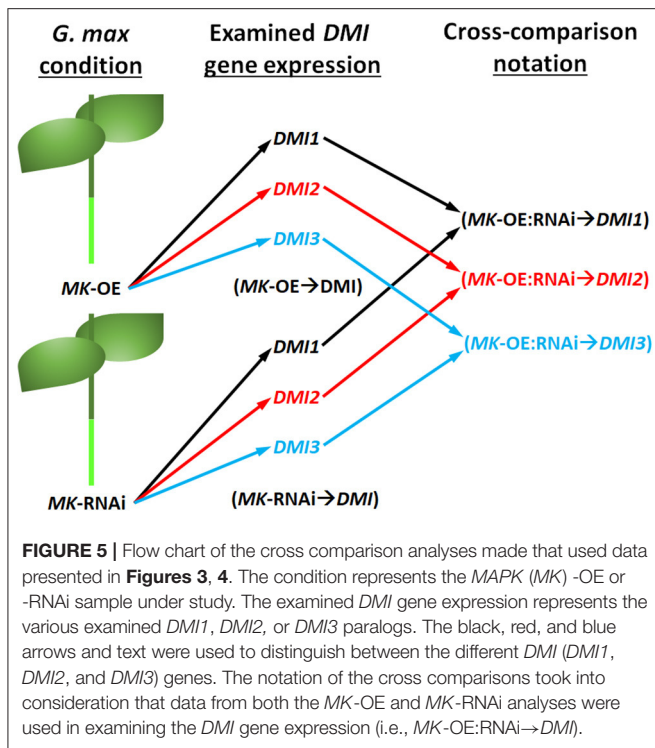 G. max condition
Examined DMI gene expression
Cross-comparison notation
DMI1
DMI2
DMI3
MK-OE
(MK-OE→DMI)
DMI1
DMI2
DMI3
MK-RNAi
(MK-RNAi→DMI)
(MK-OE:RNAi→DMI1)
(MK-OE:RNAi→DMI2)
(MK-OE:RNAi→DMI3)
FIGURE 5 | Flow chart of the cross comparison analyses made that used data
presented in Figures 3, 4. The condition represents the MAPK (MK) -OE or
-RNAi sample under study. The examined DMI gene expression represents the
various examined DMI1, DMI2, or DMI3 paralogs. The black, red, and blue
arrows and text were used to distinguish between the different DMI (DMI1,
DMI2, and DMI3) genes. The notation of the cross comparisons took into
consideration that data from both the MK-OE and MK-RNAi analyses were
used in examining the DMI gene expression (i.e., MK-OE:RNAi→DMI).